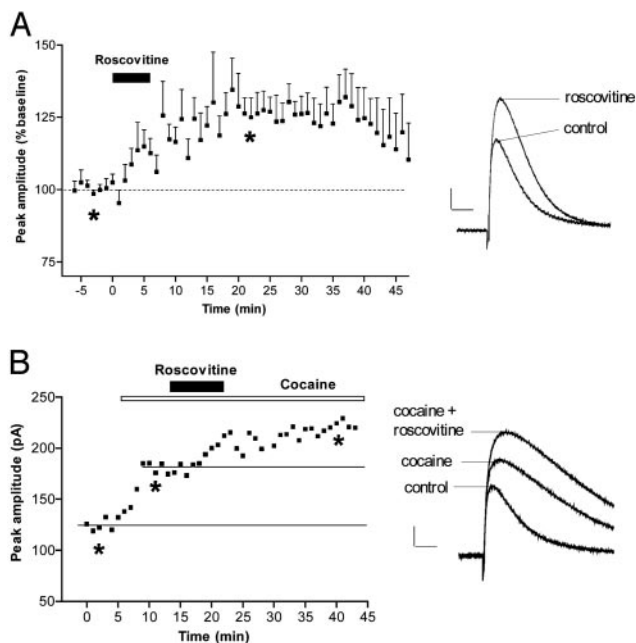 A
Peak amplitude (% baseline)
150
125
100
75
Roscovitine
*
*
-5 0 5 10 15 20 25 30 35 40 45
Time (min)
roscovitine
control
B
Peak amplitude (pA)
250
200
150
100
50
Roscovitine
Cocaine
*
*
*
0 5 10 15 20 25 30 35 40 45
Time (min)
cocaine +
roscovitine
cocaine
control